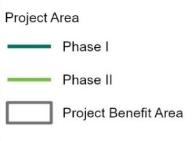 Project Area
Phase I
Phase II
Project Benefit Area